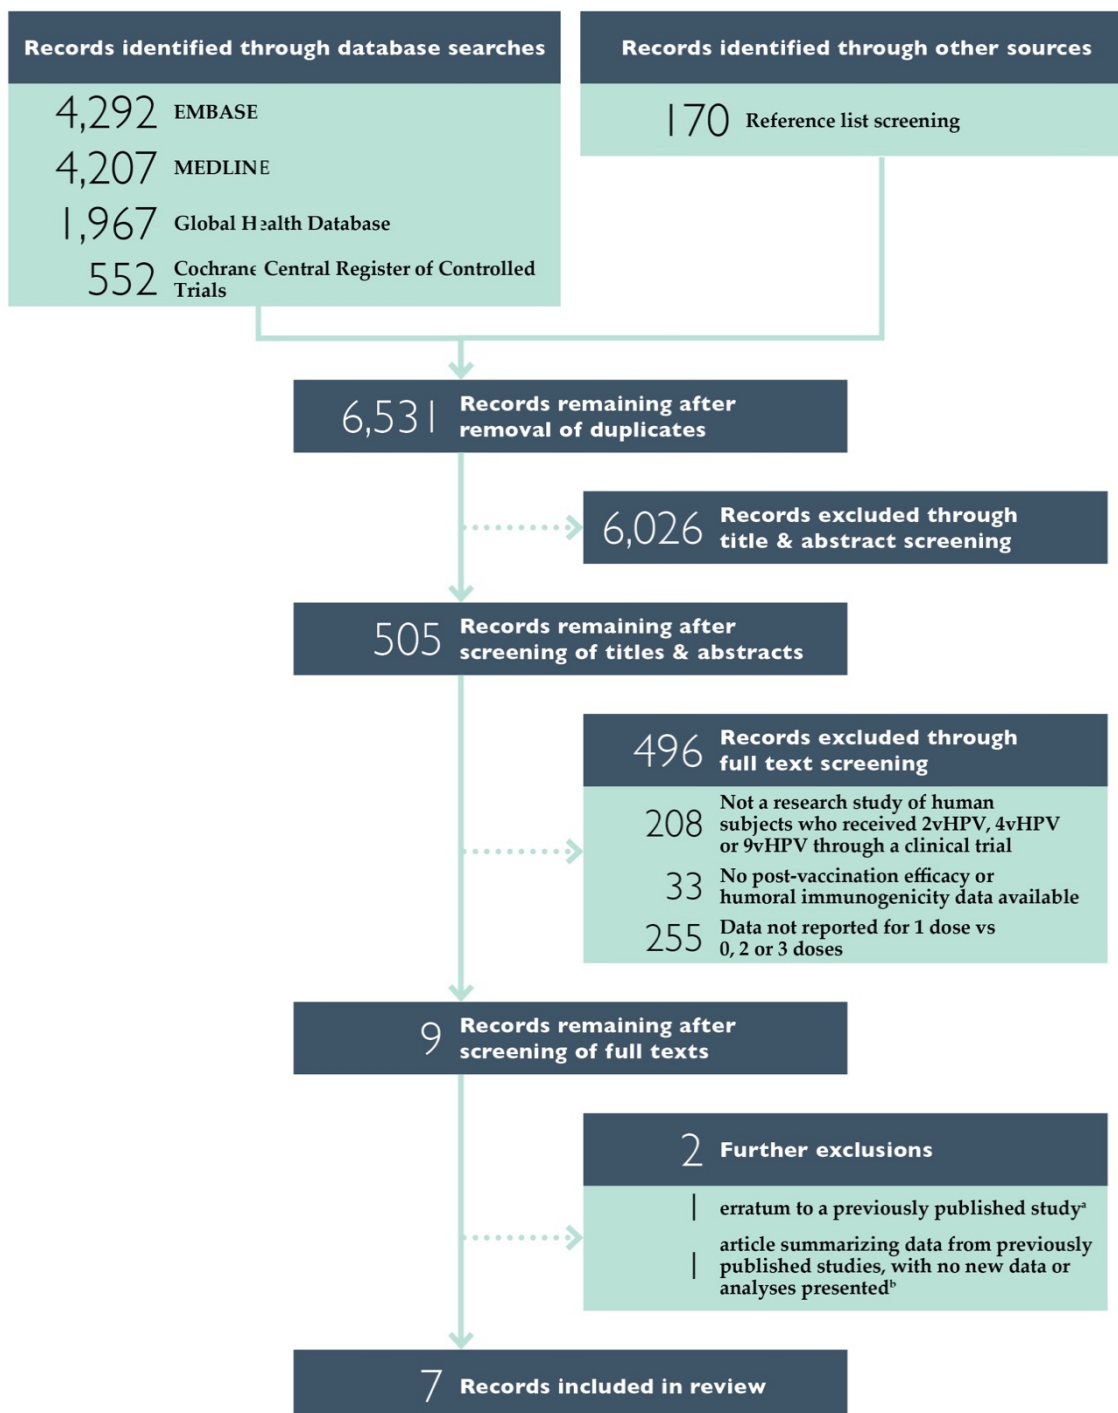 Records identified through database searches
4,292 EMBASE
4,207 MEDLINE
1,967 Global Health Database
552 Cochrane Central Register of Controlled
Trials
Records identified through other sources
170 Reference list screening
6,531 Records remaining after
removal of duplicates
6,026 Records excluded through
title & abstract screening
505 Records remaining after
screening of titles & abstracts
496 Records excluded through
full text screening
208 Not a research study of human
subjects who received 2vHPV, 4vHPV
or 9vHPV through a clinical trial
33 No post-vaccination efficacy or
humoral immunogenicity data available
255 Data not reported for 1 dose vs
0, 2 or 3 doses
9 Records remaining after
screening of full texts
2 Further exclusions
1 erratum to a previously published studyᵃ
1 article summarizing data from previously
published studies, with no new data or
analyses presentedᵇ
7 Records included in review